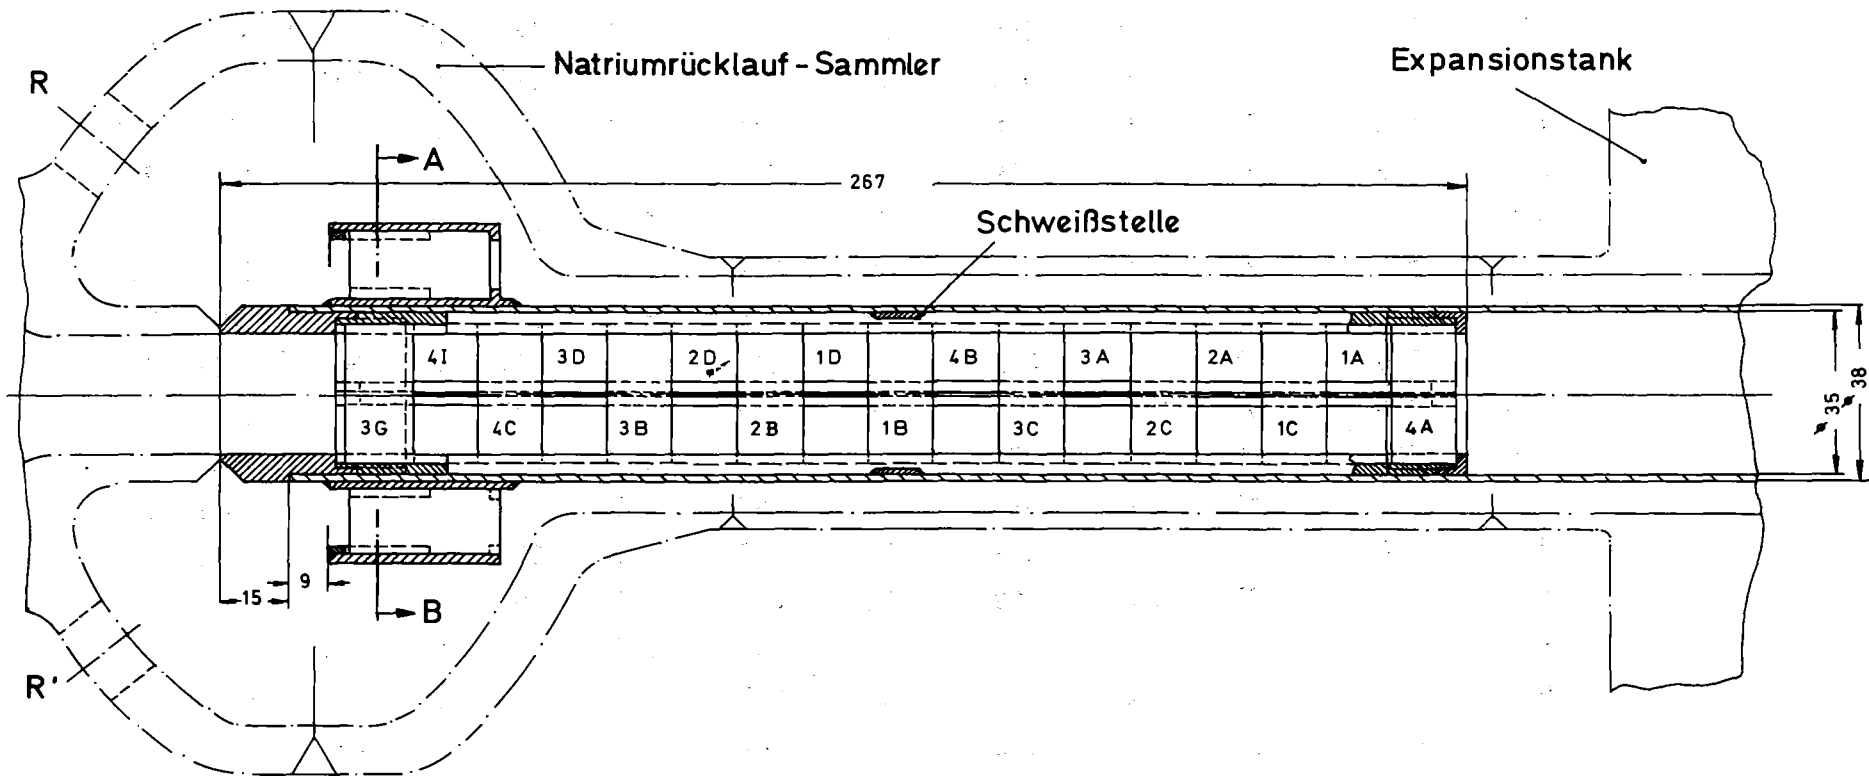 Natriumrücklauf - Sammler
Expansionstank
R
A
267
Schweißstelle
4I 3D 2D 1D 4B 3A 2A 1A
3G 4C 3B 2B 1B 3C 2C 1C 4A
ø 35
ø 38
9
15
B
R'